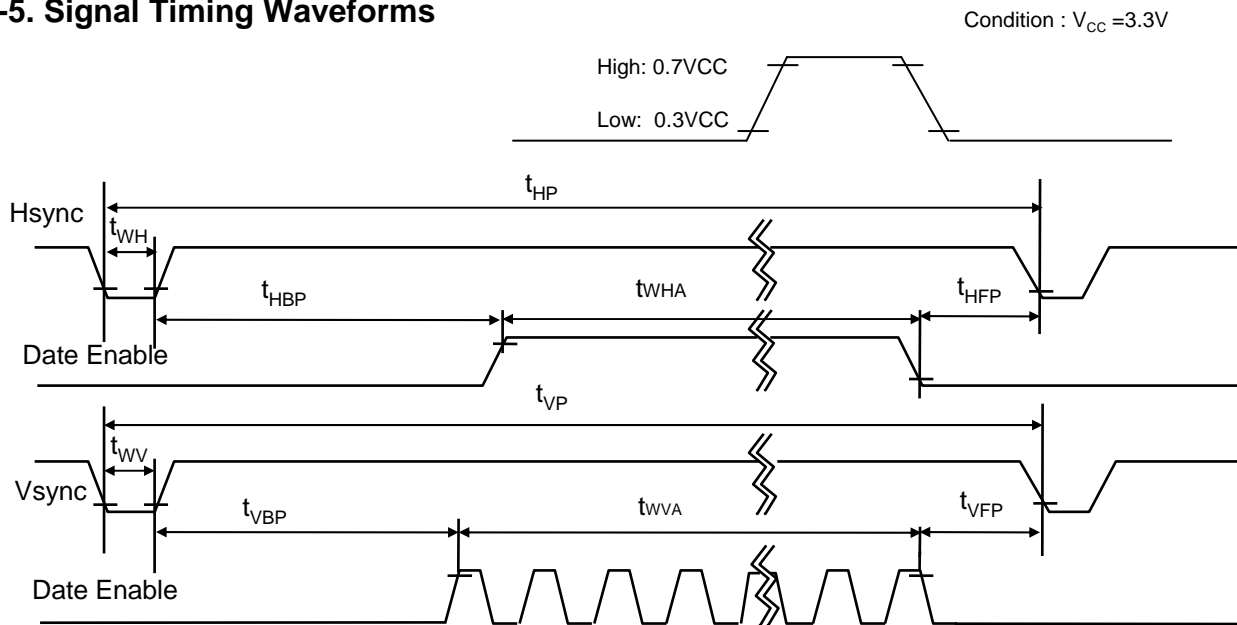 -5. Signal Timing Waveforms
Condition : VCC =3.3V
High: 0.7VCC
Low: 0.3VCC
tHP
Hsync
tWH
tHBP
tWHA
tHFP
Date Enable
tVP
tWV
Vsync
tVBP
tWVA
tVFP
Date Enable